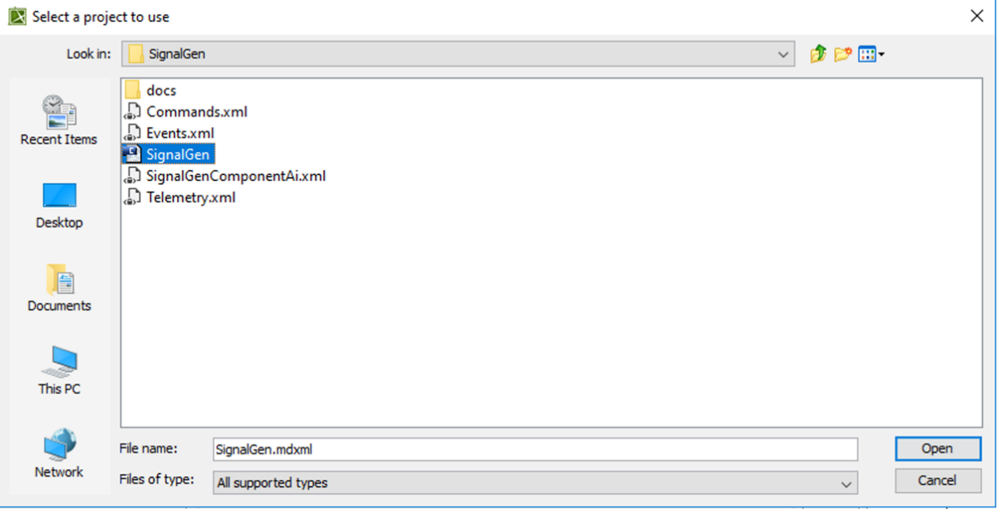 Select a project to use
Look in: SignalGen
docs
Commands.xml
Events.xml
SignalGen
SignalGenComponentAi.xml
Telemetry.xml
Recent Items
Desktop
Documents
This PC
Network
File name: SignalGen.mdxml Open
Files of type: All supported types Cancel